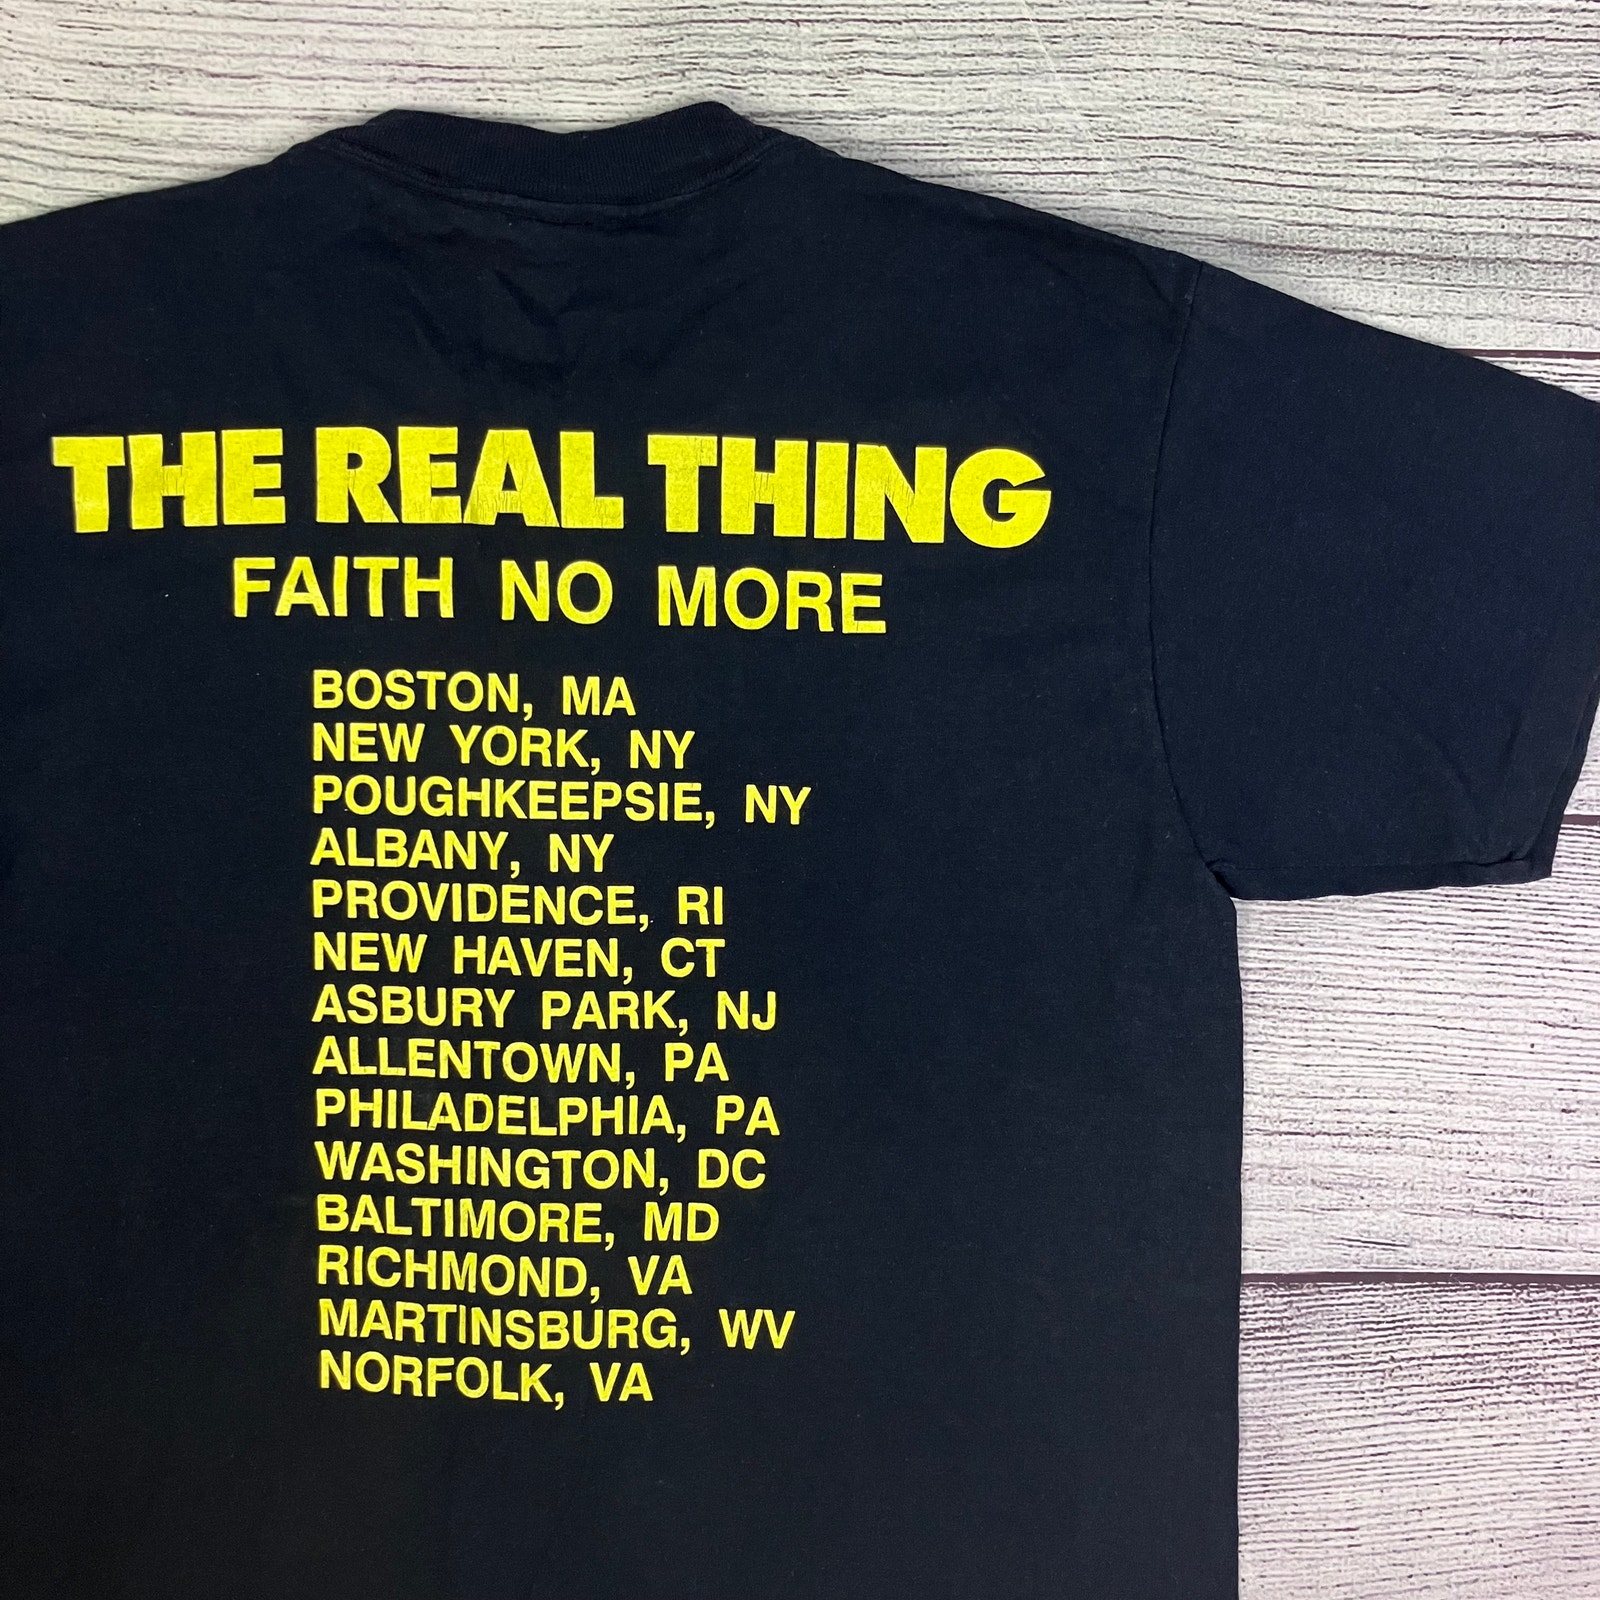 THE REAL THING
FAITH NO MORE
BOSTON, MA
NEW YORK, NY
POUGHKEEPSIE, NY
ALBANY, NY
PROVIDENCE, RI
NEW HAVEN, CT
ASBURY PARK, NJ
ALLENTOWN, PA
PHILADELPHIA, PA
WASHINGTON, DC
BALTIMORE, MD
RICHMOND, VA
MARTINSBURG, WV
NORFOLK, VA